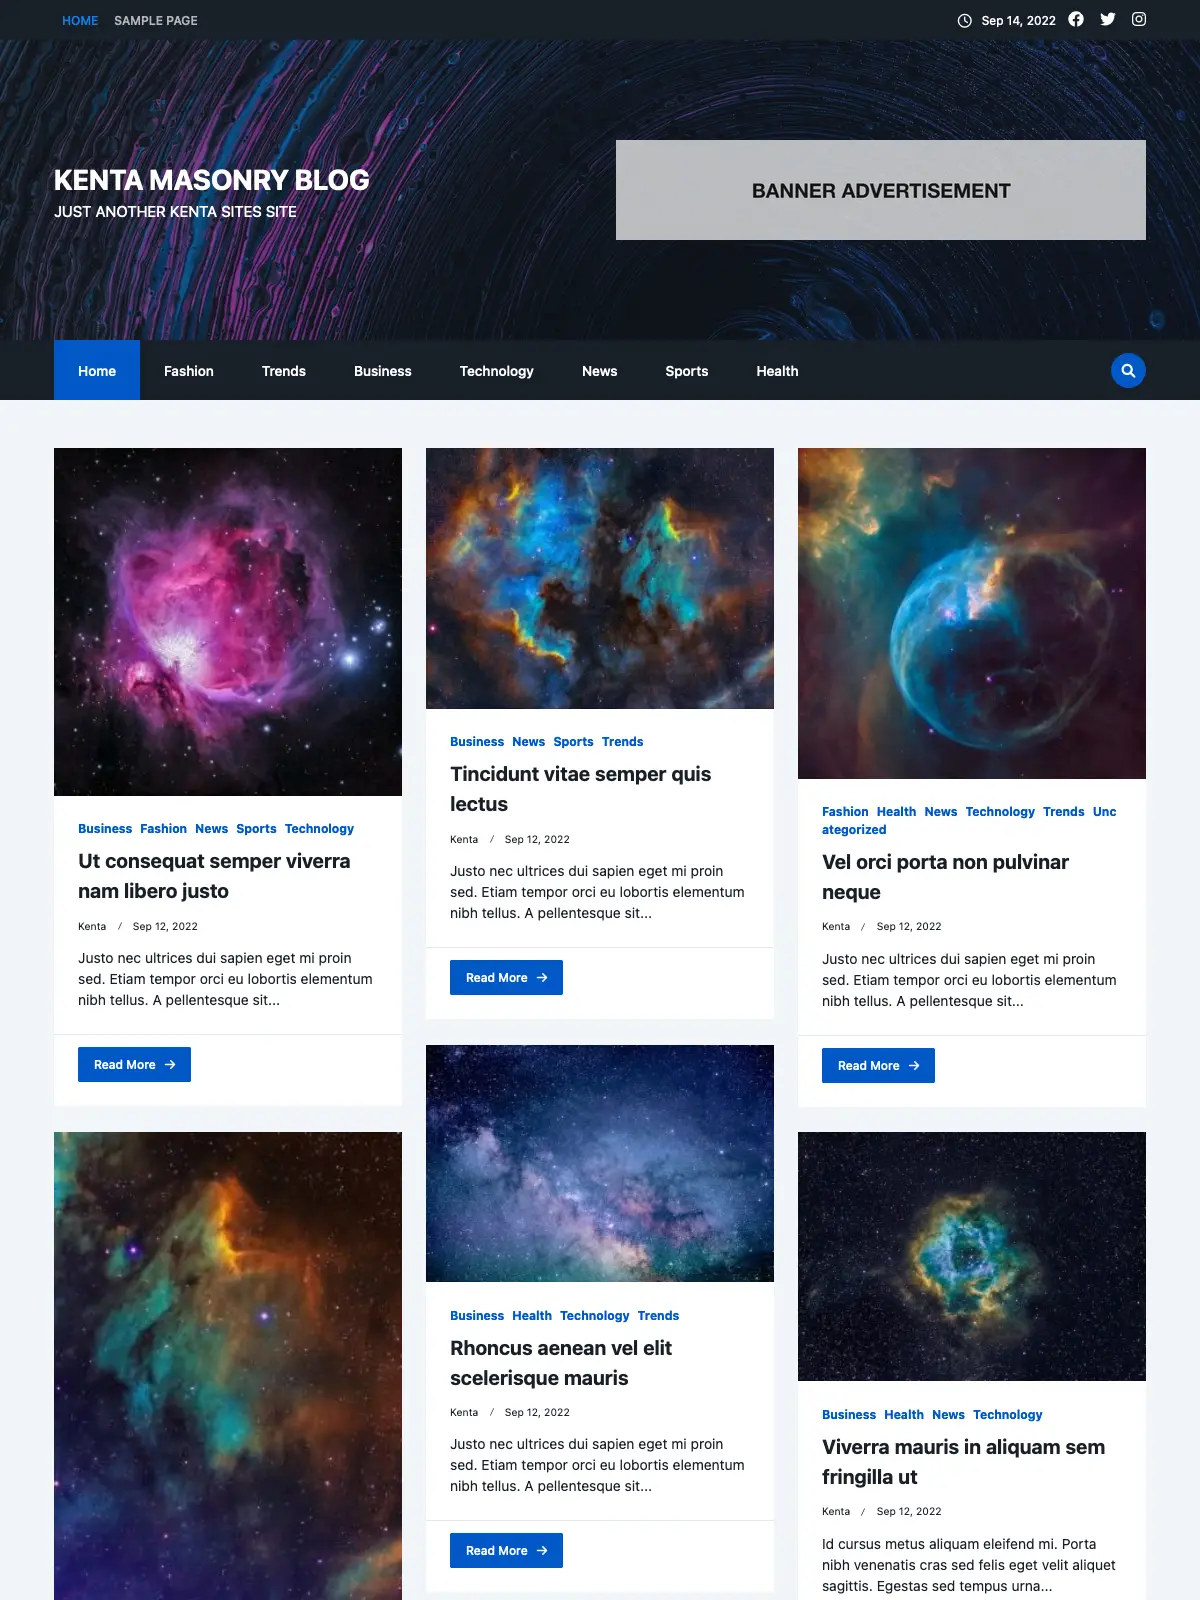 HOME SAMPLE PAGE Sep 14, 2022
KENTA MASONRY BLOG
JUST ANOTHER KENTA SITES SITE
BANNER ADVERTISEMENT
Home Fashion Trends Business Technology News Sports Health
Business Fashion News Sports Technology
Ut consequat semper viverra
nam libero justo
Kenta / Sep 12, 2022
Justo nec ultrices dui sapien eget mi proin
sed. Etiam tempor orci eu lobortis elementum
nibh tellus. A pellentesque sit...
Read More
Business News Sports Trends
Tincidunt vitae semper quis
lectus
Kenta / Sep 12, 2022
Justo nec ultrices dui sapien eget mi proin
sed. Etiam tempor orci eu lobortis elementum
nibh tellus. A pellentesque sit...
Read More
Fashion Health News Technology Trends Unc
ategorized
Vel orci porta non pulvinar
neque
Kenta / Sep 12, 2022
Justo nec ultrices dui sapien eget mi proin
sed. Etiam tempor orci eu lobortis elementum
nibh tellus. A pellentesque sit...
Read More
Business Health Technology Trends
Rhoncus aenean vel elit
scelerisque mauris
Kenta / Sep 12, 2022
Justo nec ultrices dui sapien eget mi proin
sed. Etiam tempor orci eu lobortis elementum
nibh tellus. A pellentesque sit...
Read More
Business Health News Technology
Viverra mauris in aliquam sem
fringilla ut
Kenta / Sep 12, 2022
Id cursus metus aliquam eleifend mi. Porta
nibh venenatis cras sed felis eget velit aliquet
sagittis. Egestas sed tempus urna...